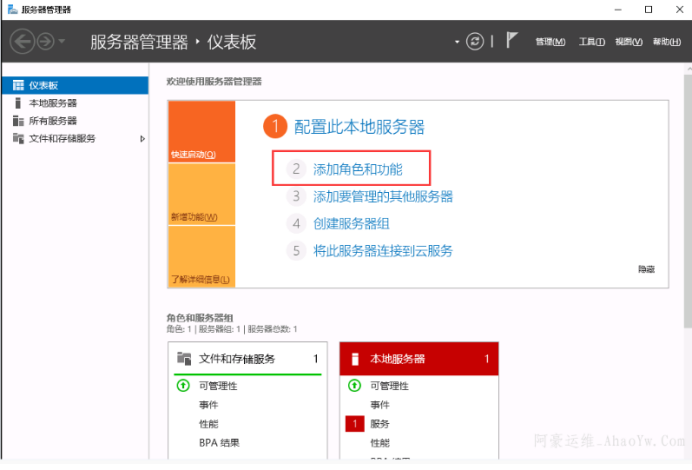 服务器管理器
服务器管理器 · 仪表板
管理(M) 工具(T) 视图(V) 帮助(H)
仪表板
本地服务器
所有服务器
文件和存储服务
欢迎使用服务器管理器
快速启动(Q)
新增功能(W)
了解详细信息(L)
1 配置此本地服务器
2 添加角色和功能
3 添加要管理的其他服务器
4 创建服务器组
5 将此服务器连接到云服务
隐藏
角色和服务器组
角色: 1 | 服务器组: 1 | 服务器总数: 1
文件和存储服务 1
可管理性
事件
性能
BPA 结果
本地服务器 1
可管理性
事件
1 服务
性能
BPA 结果
阿豪运维.AhaoYw.Com